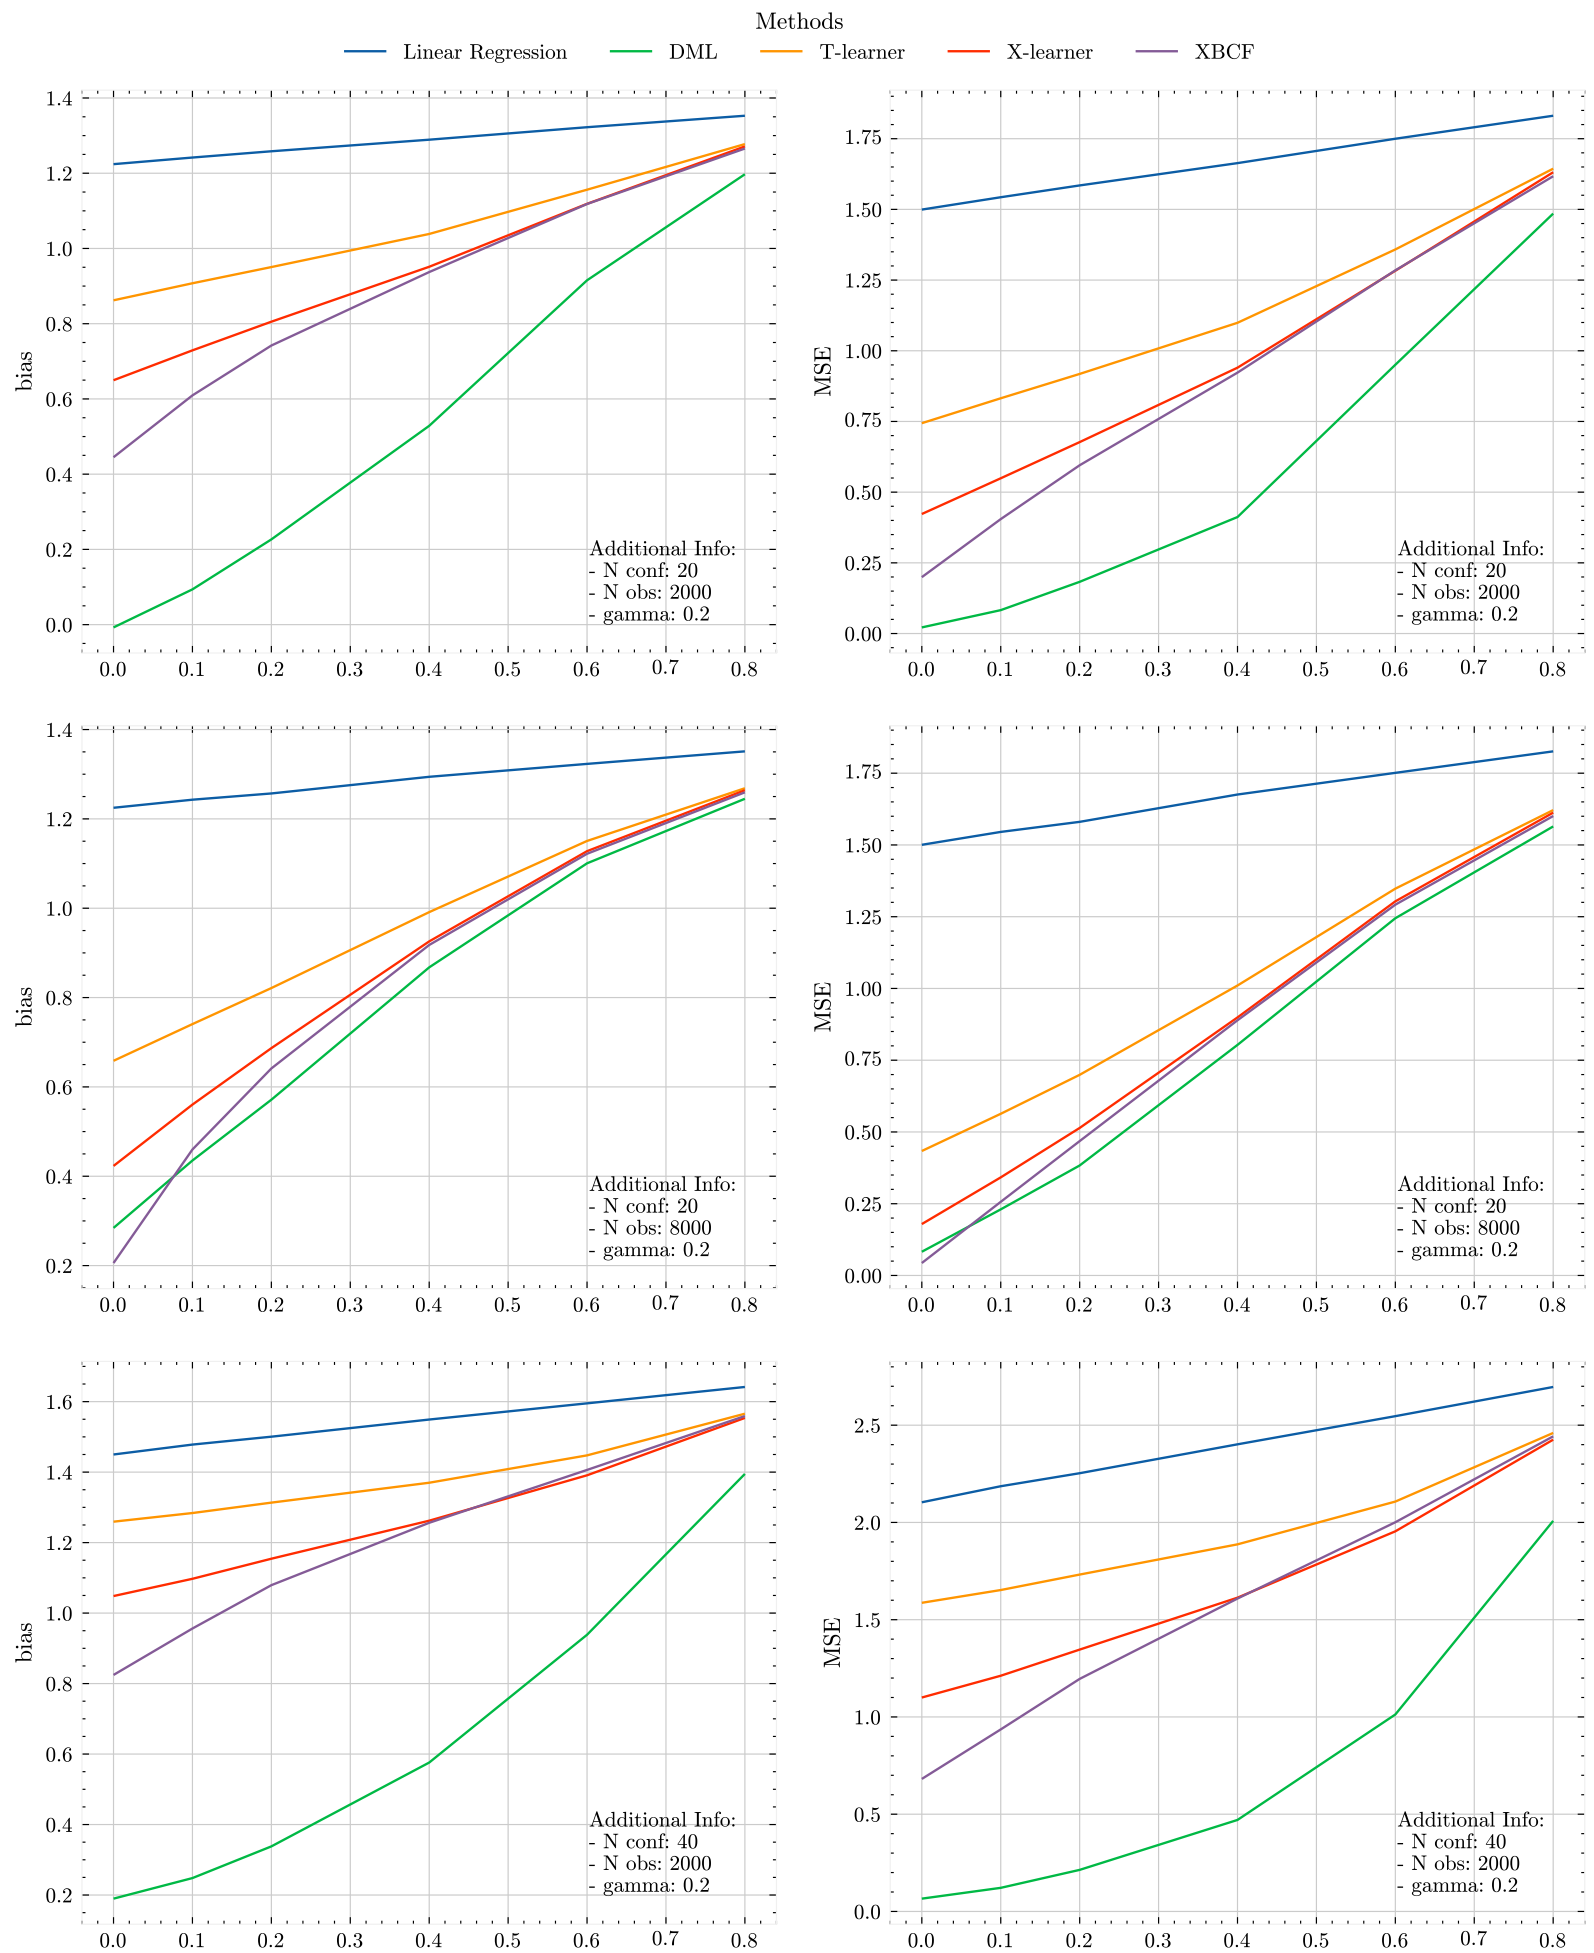 Methods
Linear Regression DML T-learner X-learner XBCF
1.4
1.2
1.0
0.8
0.6
0.4
0.2
0.0
bias
0.0 0.1 0.2 0.3 0.4 0.5 0.6 0.7 0.8
Additional Info:
- N conf: 20
- N obs: 2000
- gamma: 0.2
1.75
1.50
1.25
1.00
0.75
0.50
0.25
0.00
MSE
0.0 0.1 0.2 0.3 0.4 0.5 0.6 0.7 0.8
Additional Info:
- N conf: 20
- N obs: 2000
- gamma: 0.2
1.4
1.2
1.0
0.8
0.6
0.4
0.2
bias
0.0 0.1 0.2 0.3 0.4 0.5 0.6 0.7 0.8
Additional Info:
- N conf: 20
- N obs: 8000
- gamma: 0.2
1.75
1.50
1.25
1.00
0.75
0.50
0.25
0.00
MSE
0.0 0.1 0.2 0.3 0.4 0.5 0.6 0.7 0.8
Additional Info:
- N conf: 20
- N obs: 8000
- gamma: 0.2
1.6
1.4
1.2
1.0
0.8
0.6
0.4
0.2
bias
0.0 0.1 0.2 0.3 0.4 0.5 0.6 0.7 0.8
Additional Info:
- N conf: 40
- N obs: 2000
- gamma: 0.2
2.5
2.0
1.5
1.0
0.5
0.0
MSE
0.0 0.1 0.2 0.3 0.4 0.5 0.6 0.7 0.8
Additional Info:
- N conf: 40
- N obs: 2000
- gamma: 0.2